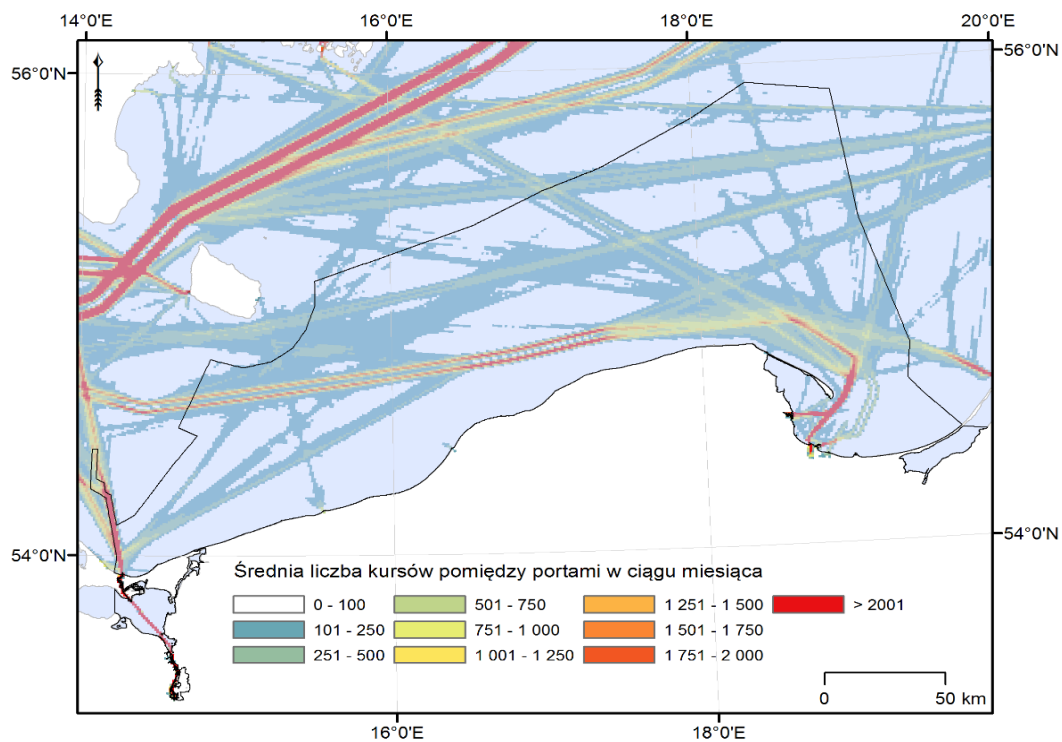 14°0'E 16°0'E 18°0'E 20°0'E
56°0'N 56°0'N
54°0'N 54°0'N
Średnia liczba kursów pomiędzy portami w ciągu miesiąca
0 - 100 501 - 750 1 251 - 1 500 > 2001
101 - 250 751 - 1 000 1 501 - 1 750
251 - 500 1 001 - 1 250 1 751 - 2 000
0 50 km
16°0'E 18°0'E